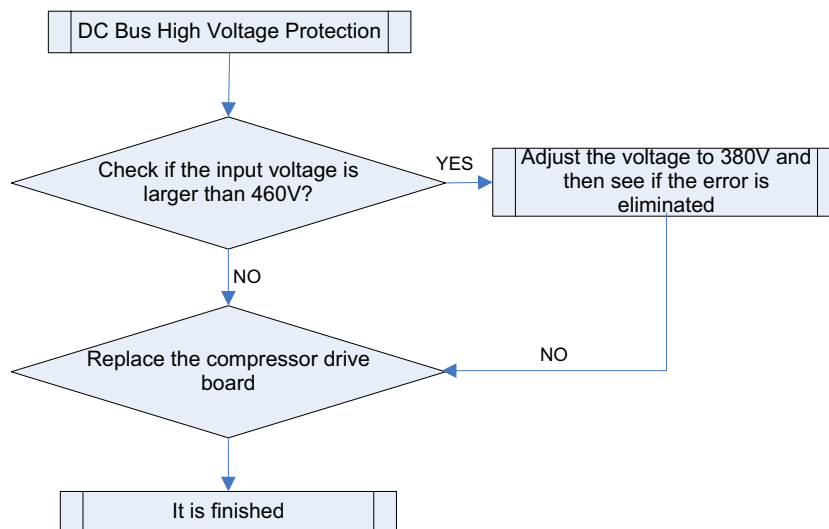 DC Bus High Voltage Protection
Check if the input voltage is
larger than 460V?
YES
Adjust the voltage to 380V and
then see if the error is
eliminated
NO
NO
Replace the compressor drive
board
It is finished